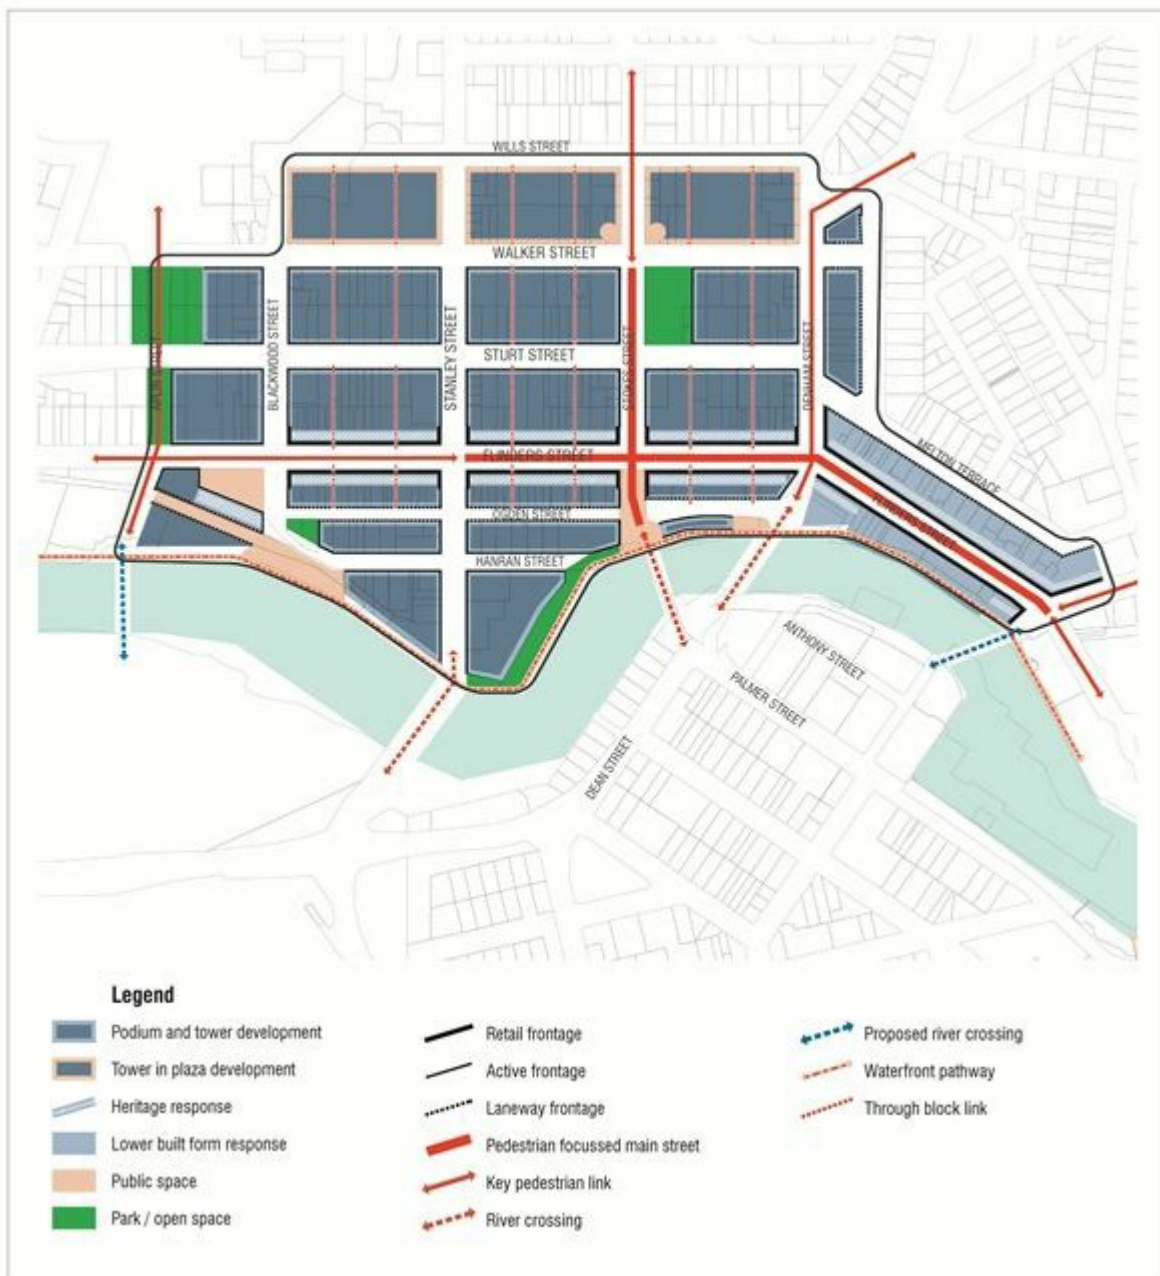 WILLS STREET
WALKER STREET
BLACKWOOD STREET
STANLEY STREET
STURT STREET
STOKES STREET
DENHAM STREET
FLINDERS STREET
MELTON TERRACE
FLINDERS STREET
OGDEN STREET
HANRAN STREET
ANTHONY STREET
PALMER STREET
DEAN STREET
Legend
Podium and tower development
Tower in plaza development
Heritage response
Lower built form response
Public space
Park / open space
Retail frontage
Active frontage
Laneway frontage
Pedestrian focussed main street
Key pedestrian link
River crossing
Proposed river crossing
Waterfront pathway
Through block link